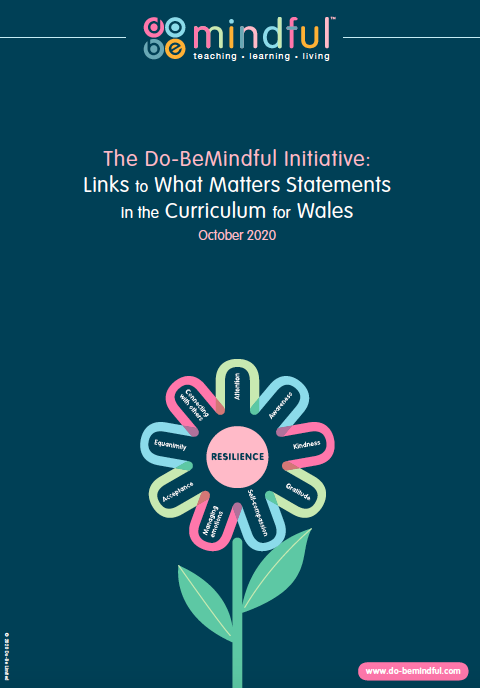 do
be
mindful™
teaching • learning • living
The Do-BeMindful Initiative:
Links to What Matters Statements
in the Curriculum for Wales
October 2020
Attention
Awareness
Kindness
Gratitude
Self-compassion
Managing
emotions
Acceptance
Equanimity
Connecting
with others
RESILIENCE
www.do-bemindful.com